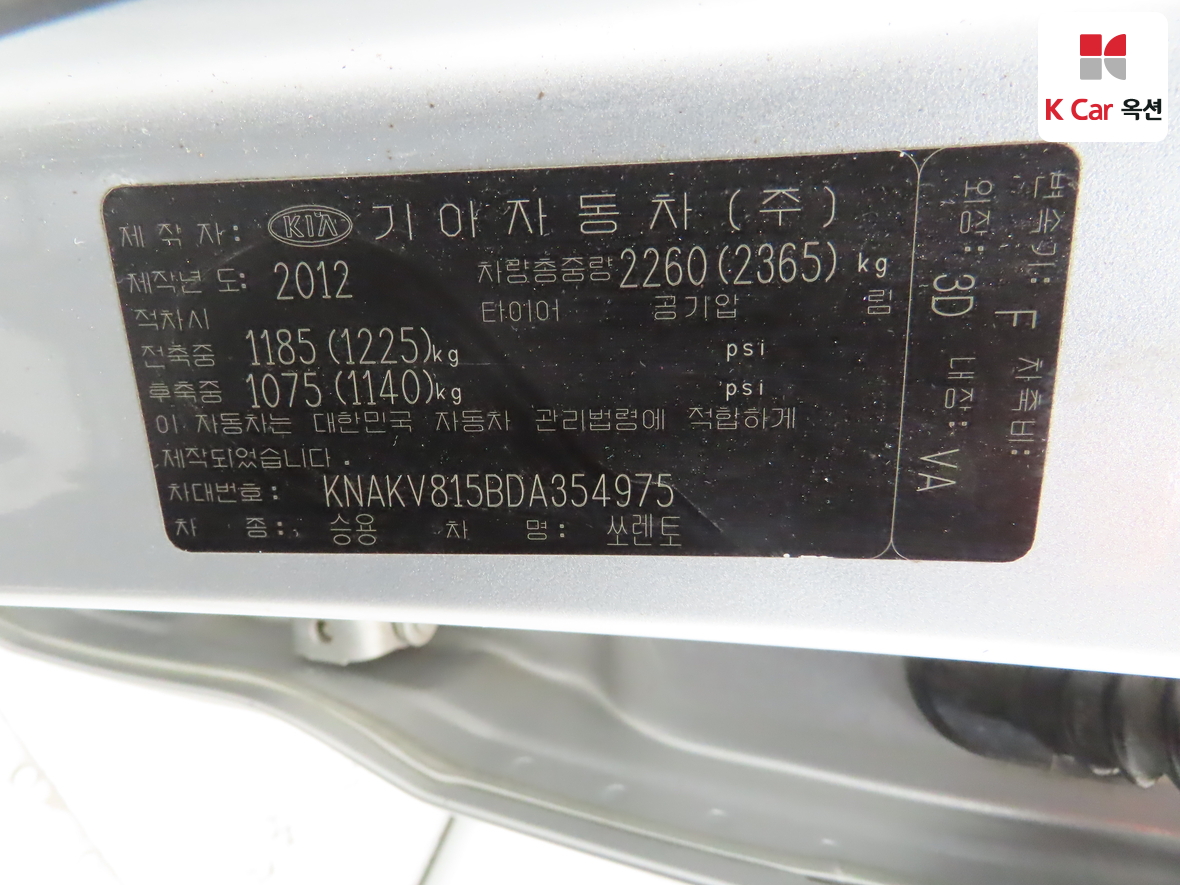 K Car 옥션
제 작 자 : KIA 기 아 자 동 차 ( 주 )
제작년 도: 2012 차량총중량 2260 (2365) kg
적차시 타이어 공기압 림
전축중 1185 (1225)kg psi
후축중 1075 (1140)kg psi
이 자동차는 대한민국 자동차 관리법령에 적합하게
제작되었습니다 .
차대번호: KNAKV815BDA354975
차 종: 승용 차 명: 쏘렌토
변속기: F 차축비:
외장: 3D 내장: VA